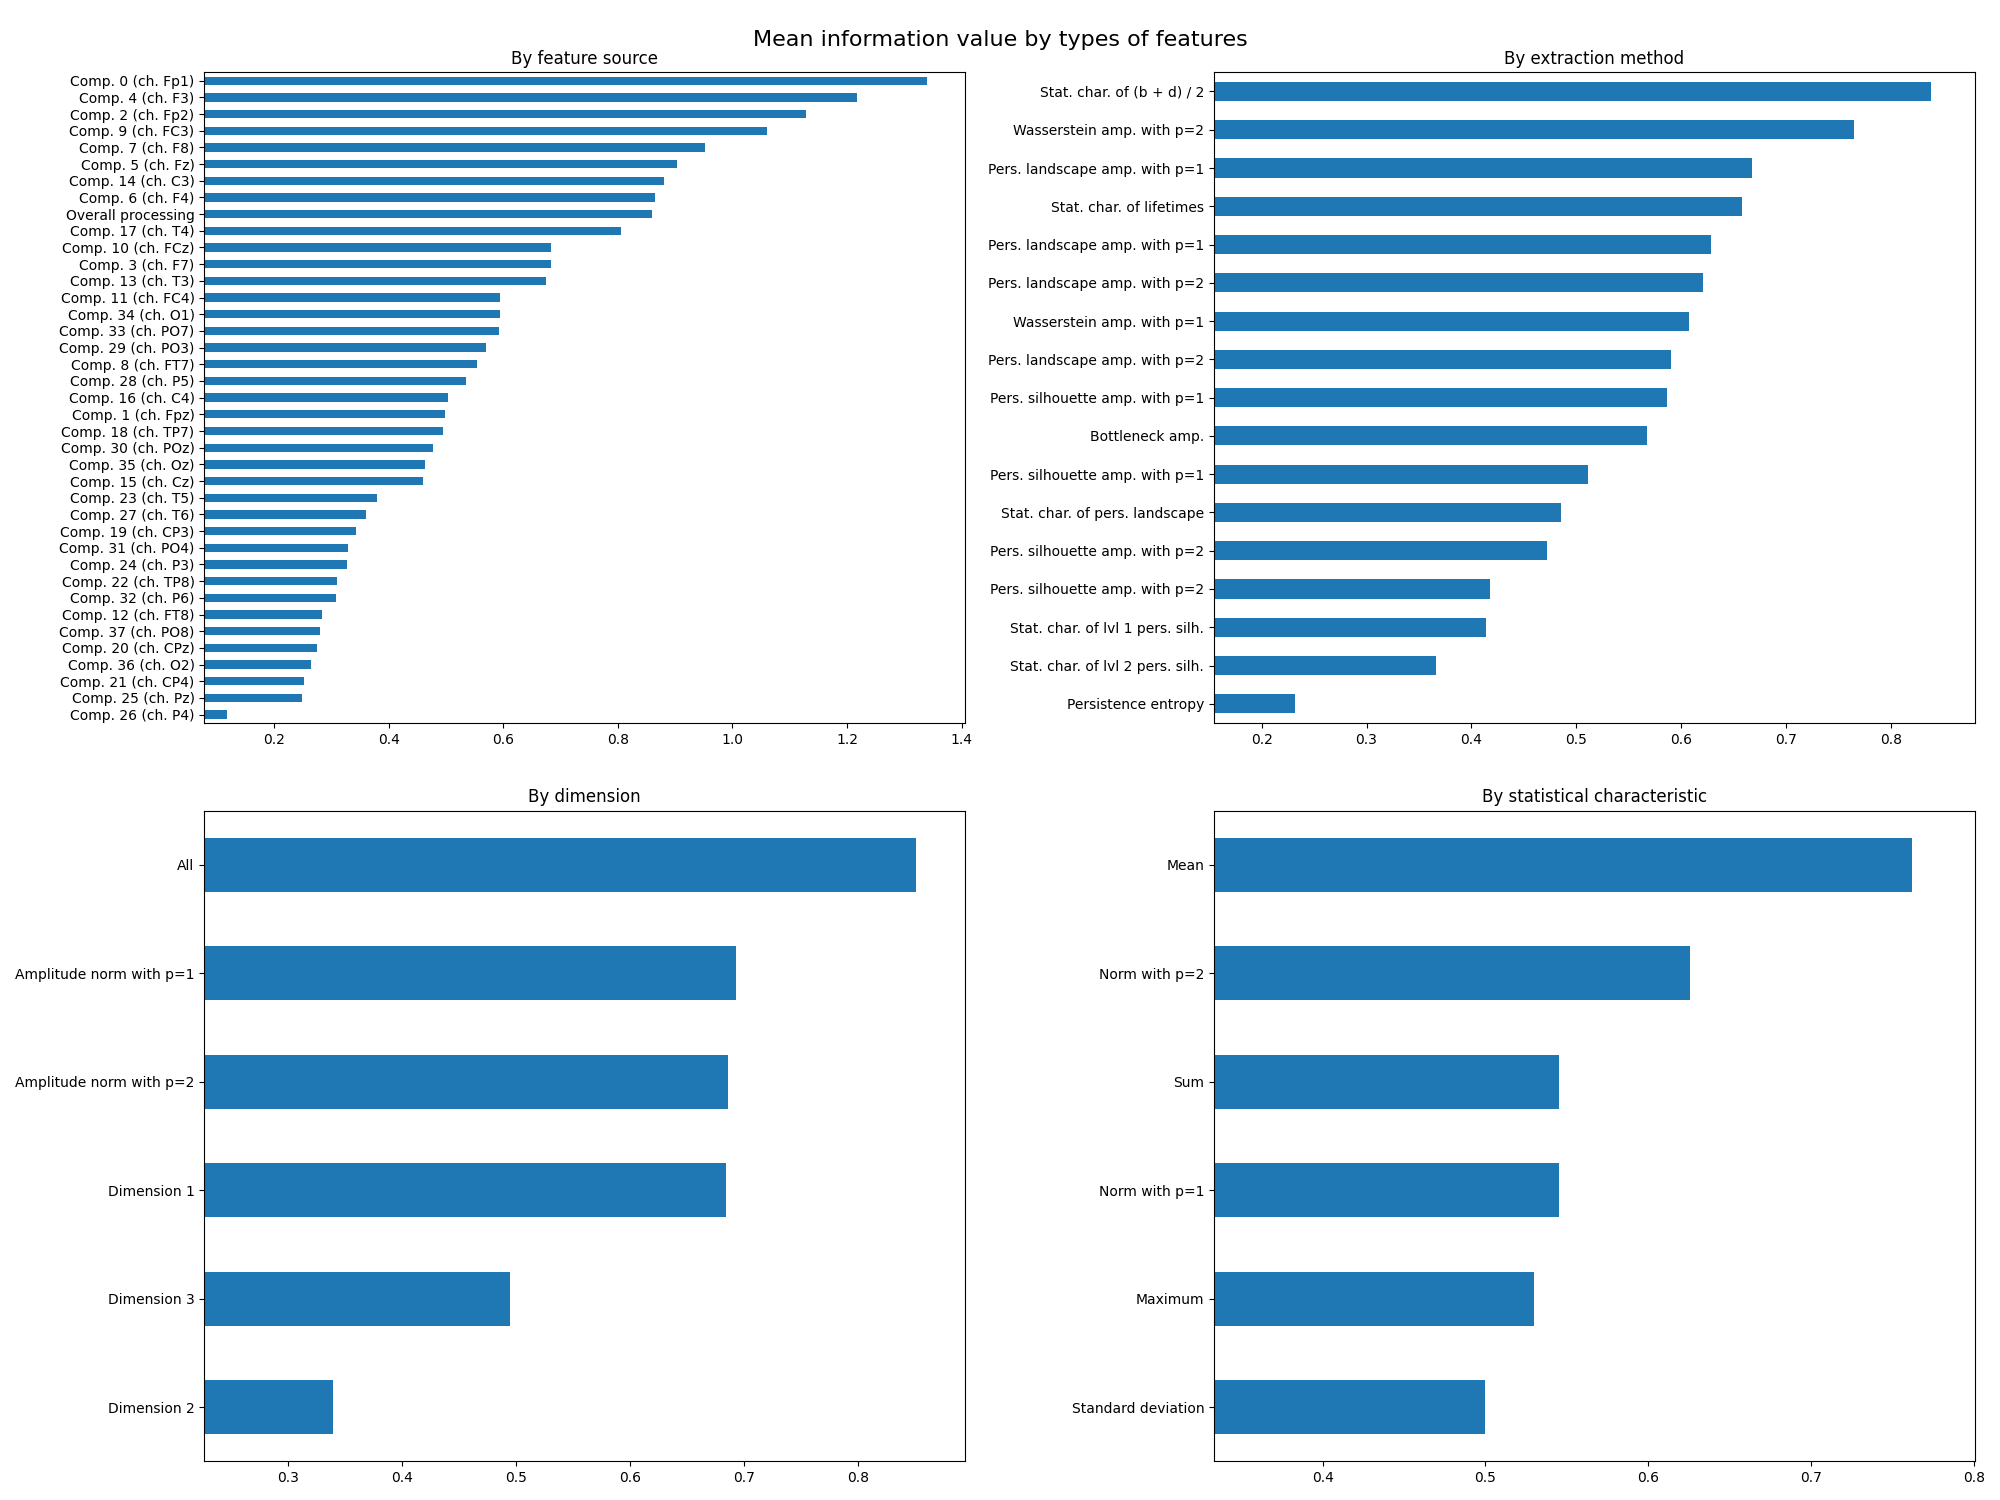 Mean information value by types of features
By feature source
Comp. 0 (ch. Fp1)
Comp. 4 (ch. F3)
Comp. 2 (ch. Fp2)
Comp. 9 (ch. FC3)
Comp. 7 (ch. F8)
Comp. 5 (ch. Fz)
Comp. 14 (ch. C3)
Comp. 6 (ch. F4)
Overall processing
Comp. 17 (ch. T4)
Comp. 10 (ch. FCz)
Comp. 3 (ch. F7)
Comp. 13 (ch. T3)
Comp. 11 (ch. FC4)
Comp. 34 (ch. O1)
Comp. 33 (ch. PO7)
Comp. 29 (ch. PO3)
Comp. 8 (ch. FT7)
Comp. 28 (ch. P5)
Comp. 16 (ch. C4)
Comp. 1 (ch. Fpz)
Comp. 18 (ch. TP7)
Comp. 30 (ch. POz)
Comp. 35 (ch. Oz)
Comp. 15 (ch. Cz)
Comp. 23 (ch. T5)
Comp. 27 (ch. T6)
Comp. 19 (ch. CP3)
Comp. 31 (ch. PO4)
Comp. 24 (ch. P3)
Comp. 22 (ch. TP8)
Comp. 32 (ch. P6)
Comp. 12 (ch. FT8)
Comp. 37 (ch. PO8)
Comp. 20 (ch. CPz)
Comp. 36 (ch. O2)
Comp. 21 (ch. CP4)
Comp. 25 (ch. Pz)
Comp. 26 (ch. P4)
0.2 0.4 0.6 0.8 1.0 1.2 1.4
By extraction method
Stat. char. of (b + d) / 2
Wasserstein amp. with p=2
Pers. landscape amp. with p=1
Stat. char. of lifetimes
Pers. landscape amp. with p=1
Pers. landscape amp. with p=2
Wasserstein amp. with p=1
Pers. landscape amp. with p=2
Pers. silhouette amp. with p=1
Bottleneck amp.
Pers. silhouette amp. with p=1
Stat. char. of pers. landscape
Pers. silhouette amp. with p=2
Pers. silhouette amp. with p=2
Stat. char. of lvl 1 pers. silh.
Stat. char. of lvl 2 pers. silh.
Persistence entropy
0.2 0.3 0.4 0.5 0.6 0.7 0.8
By dimension
All
Amplitude norm with p=1
Amplitude norm with p=2
Dimension 1
Dimension 3
Dimension 2
0.3 0.4 0.5 0.6 0.7 0.8
By statistical characteristic
Mean
Norm with p=2
Sum
Norm with p=1
Maximum
Standard deviation
0.4 0.5 0.6 0.7 0.8